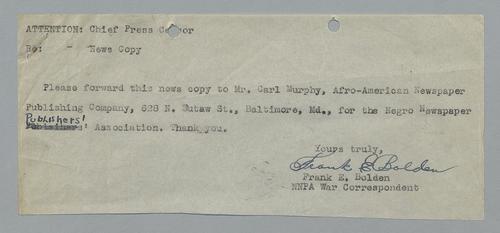 ATTENTION: Chief Press Censor
Re: - News Copy
Please forward this news copy to Mr. Carl Murphy, Afro-American Newspaper
Publishing Company, 628 N. Eutaw St., Baltimore, Md., for the Negro Newspaper
Publishers'
Publishers' Association. Thank you.
Yours truly,
Frank E. Bolden
Frank E. Bolden
NNPA War Correspondent